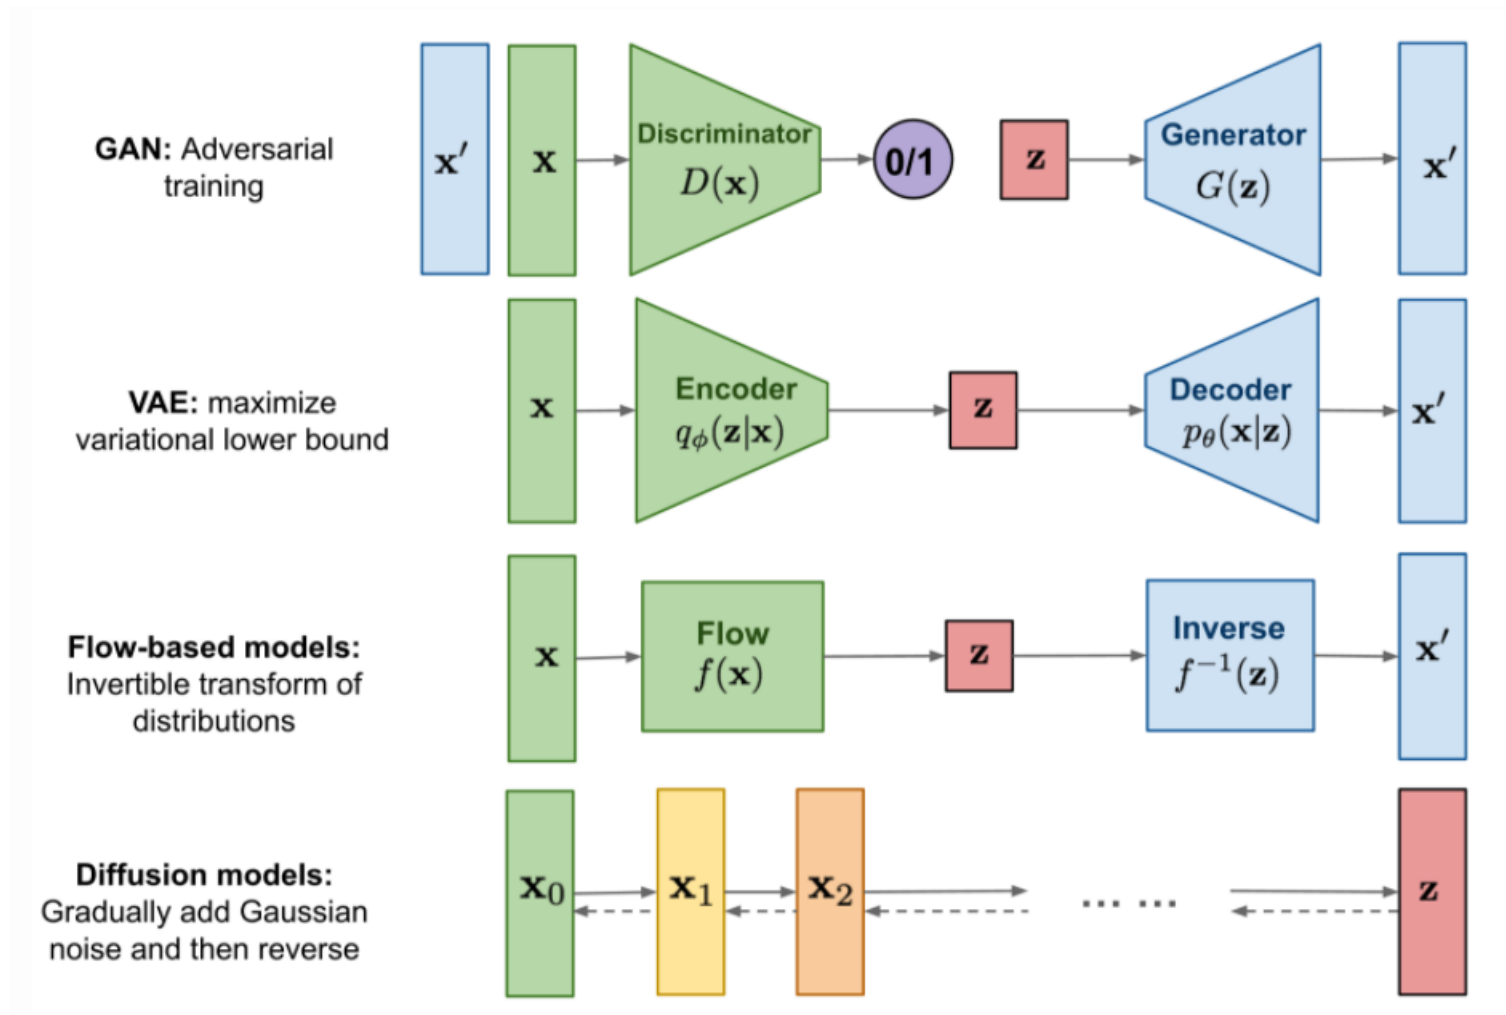 GAN: Adversarial
training
x′
x
Discriminator
D(x)
0/1
z
Generator
G(z)
x′
VAE: maximize
variational lower bound
x
Encoder
qϕ(z|x)
z
Decoder
pθ(x|z)
x′
Flow-based models:
Invertible transform of
distributions
x
Flow
f(x)
z
Inverse
f⁻¹(z)
x′
Diffusion models:
Gradually add Gaussian
noise and then reverse
x₀
x₁
x₂
... ...
z